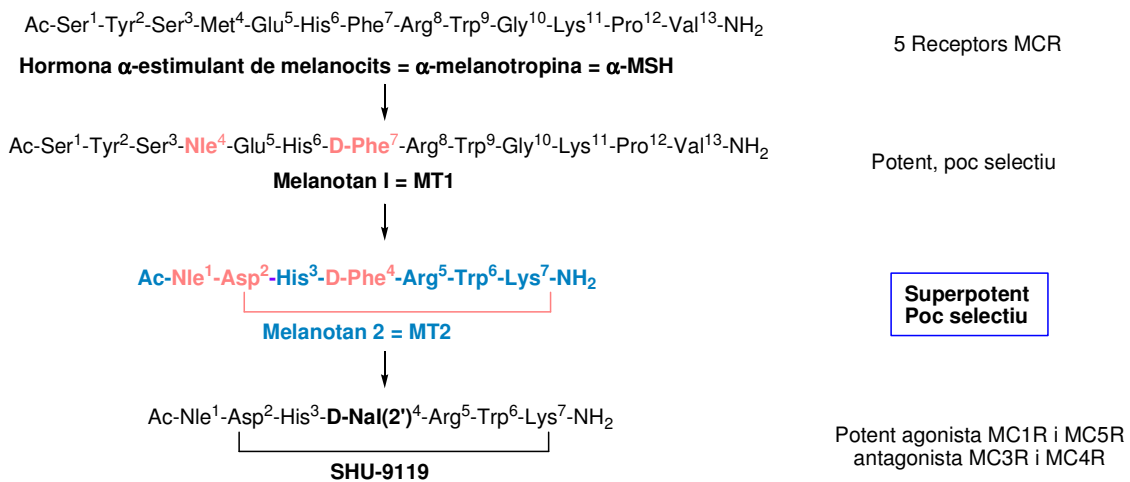 Ac-Ser¹-Tyr²-Ser³-Met⁴-Glu⁵-His⁶-Phe⁷-Arg⁸-Trp⁹-Gly¹⁰-Lys¹¹-Pro¹²-Val¹³-NH₂
5 Receptors MCR
Hormona α-estimulant de melanocits = α-melanotropina = α-MSH
Ac-Ser¹-Tyr²-Ser³-Nle⁴-Glu⁵-His⁶-D-Phe⁷-Arg⁸-Trp⁹-Gly¹⁰-Lys¹¹-Pro¹²-Val¹³-NH₂
Melanotan I = MT1
Potent, poc selectiu
Ac-Nle¹-Asp²-His³-D-Phe⁴-Arg⁵-Trp⁶-Lys⁷-NH₂
Melanotan 2 = MT2
Superpotent
Poc selectiu
Ac-Nle¹-Asp²-His³-D-Nal(2')⁴-Arg⁵-Trp⁶-Lys⁷-NH₂
SHU-9119
Potent agonista MC1R i MC5R
antagonista MC3R i MC4R